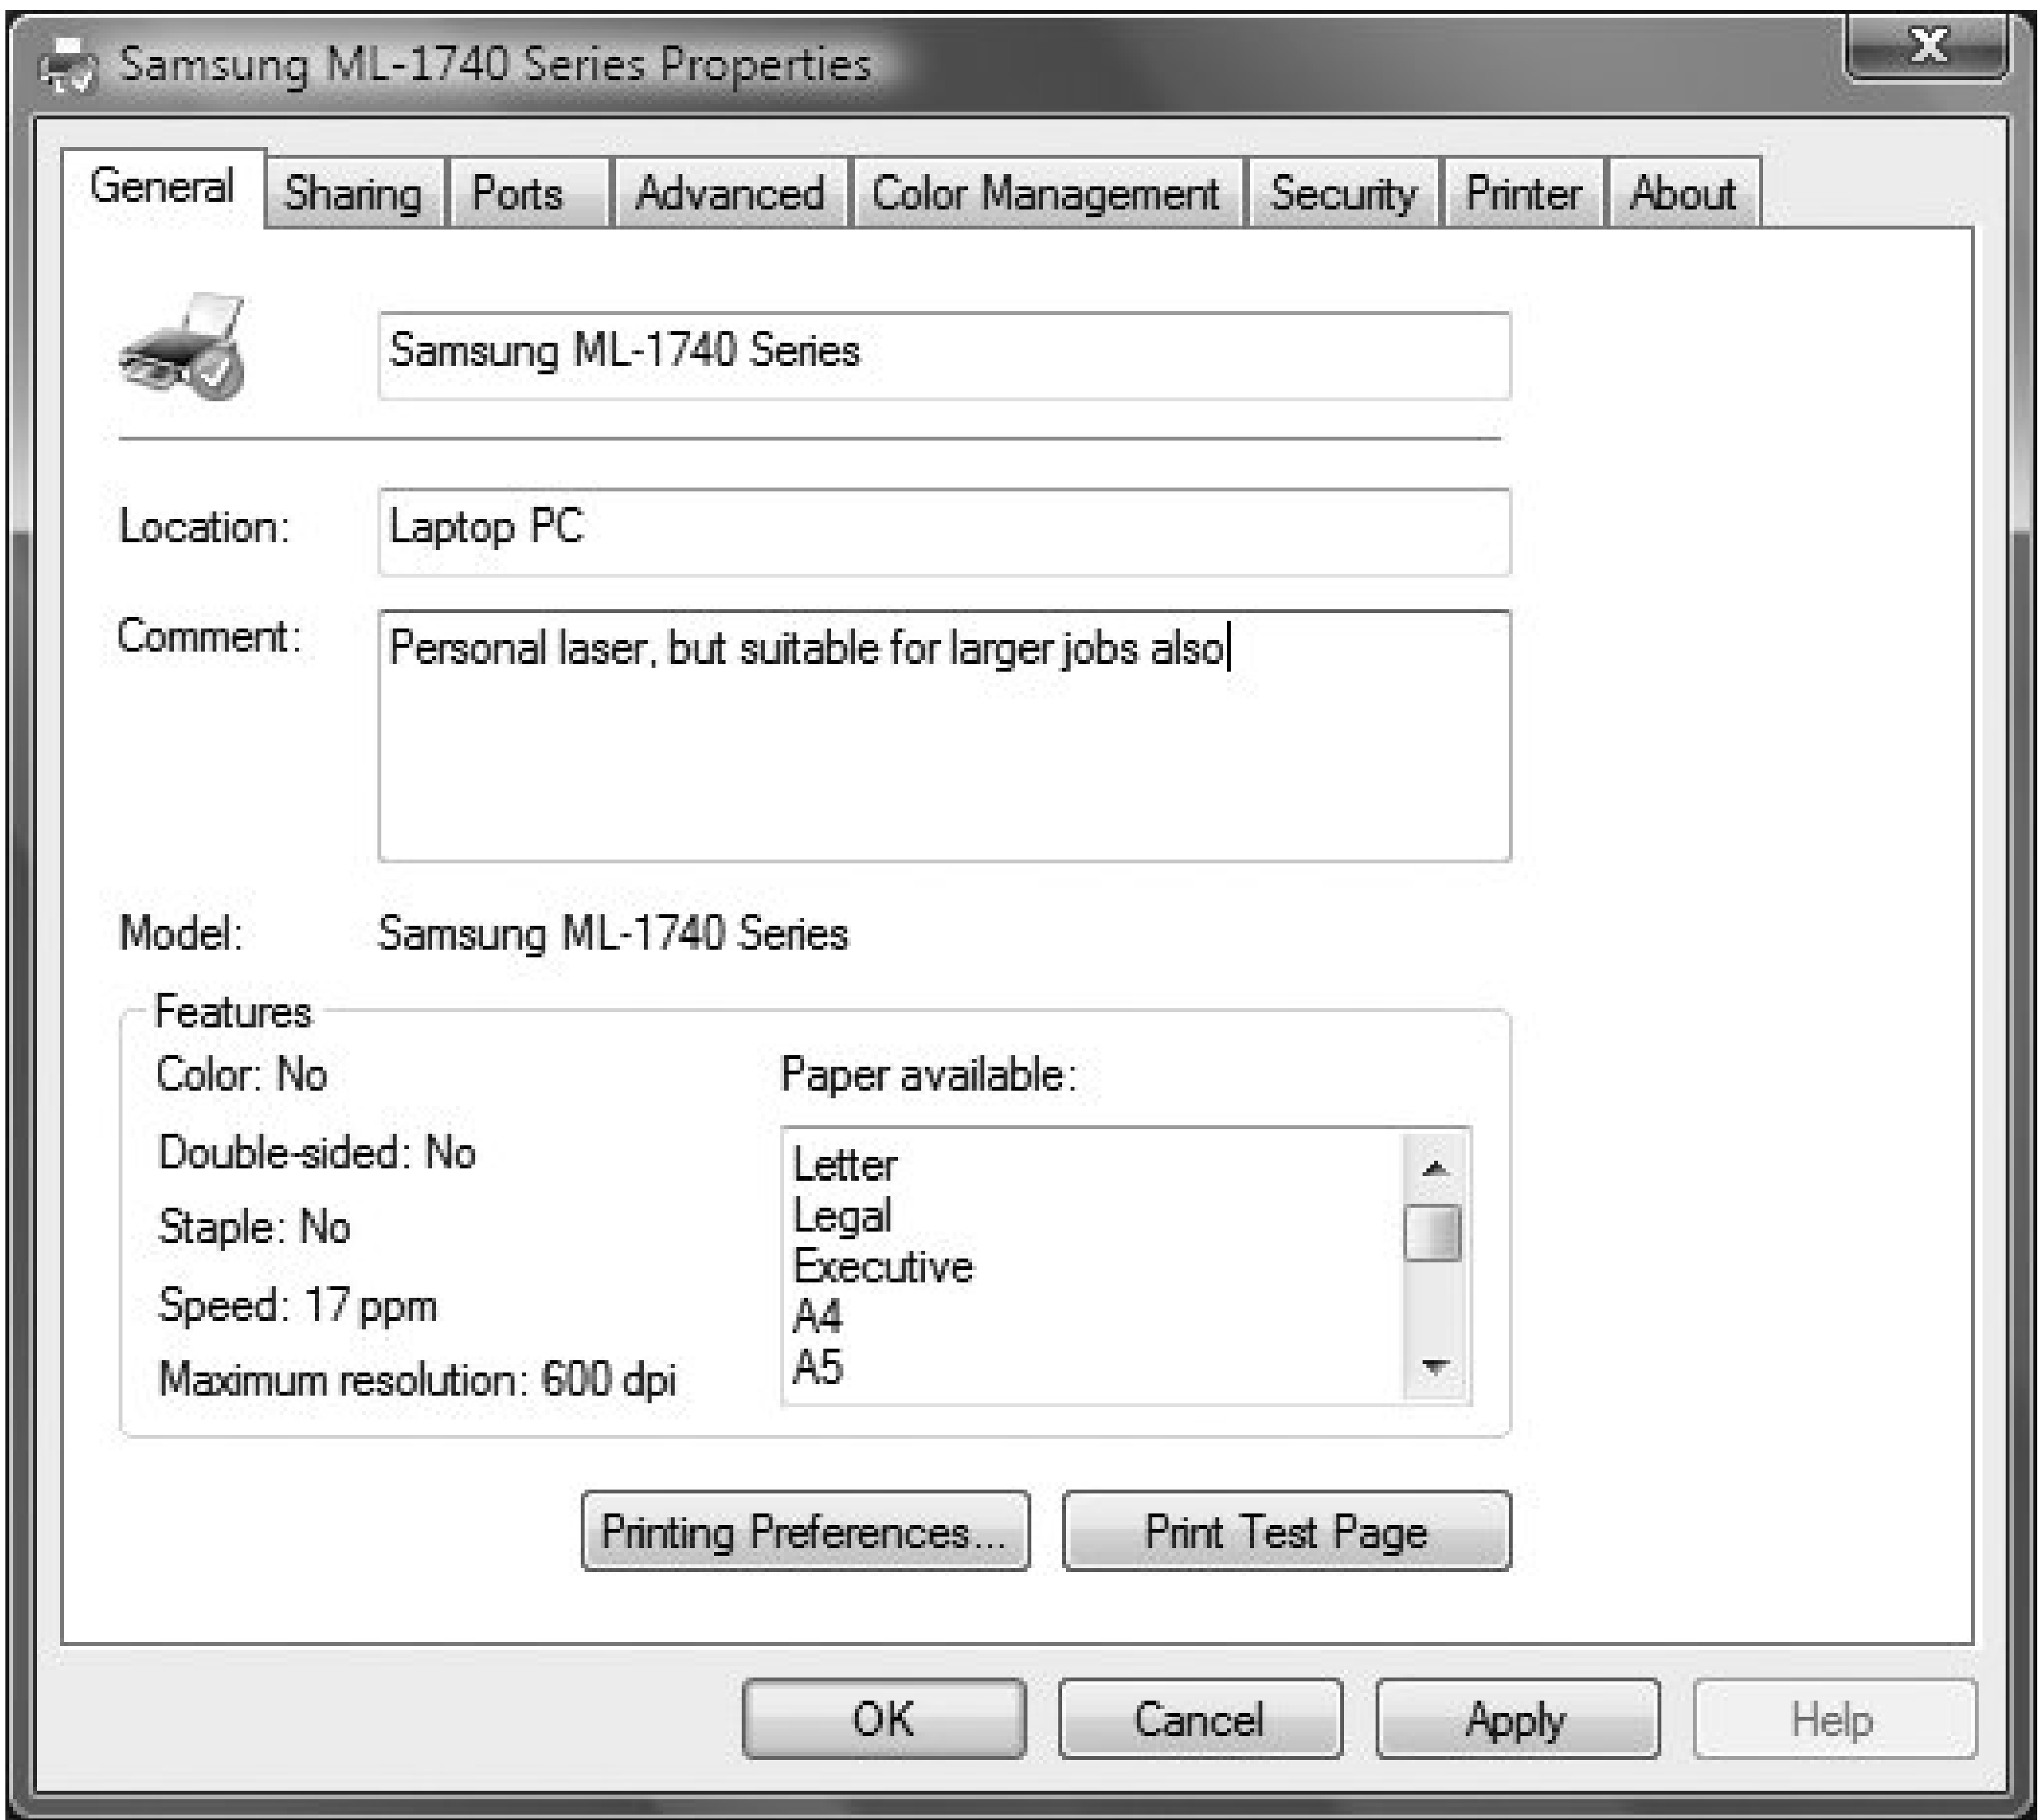 Samsung ML-1740 Series Properties
X
General Sharing Ports Advanced Color Management Security Printer About
Samsung ML-1740 Series
Location: Laptop PC
Comment: Personal laser, but suitable for larger jobs also
Model: Samsung ML-1740 Series
Features
Color: No Paper available:
Double-sided: No
Staple: No
Speed: 17 ppm
Maximum resolution: 600 dpi
Letter
Legal
Executive
A4
A5
Printing Preferences... Print Test Page
OK Cancel Apply Help